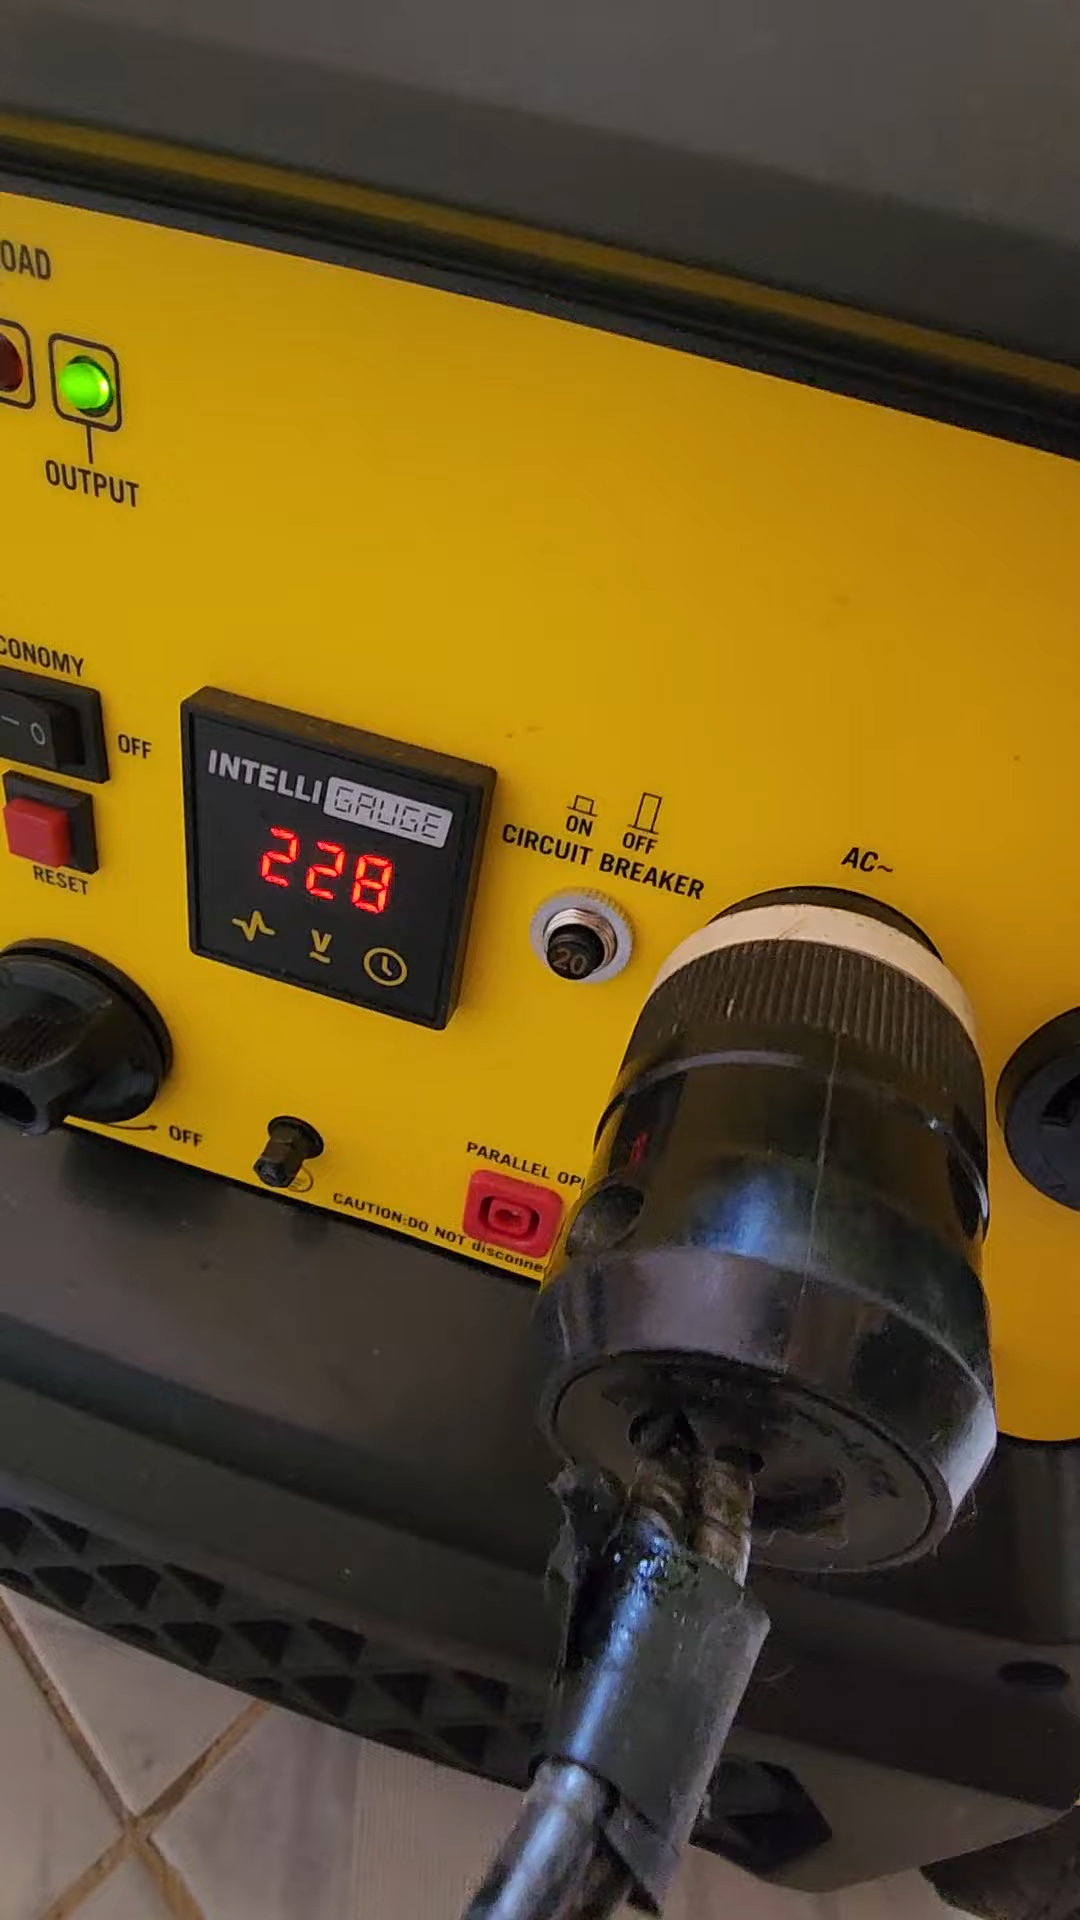 OAD
OUTPUT
CONOMY
— O
OFF
RESET
INTELLI GAUGE
228
V
ON
OFF
CIRCUIT BREAKER
20
AC~
OFF
PARALLEL OP
CAUTION:DO NOT disconne